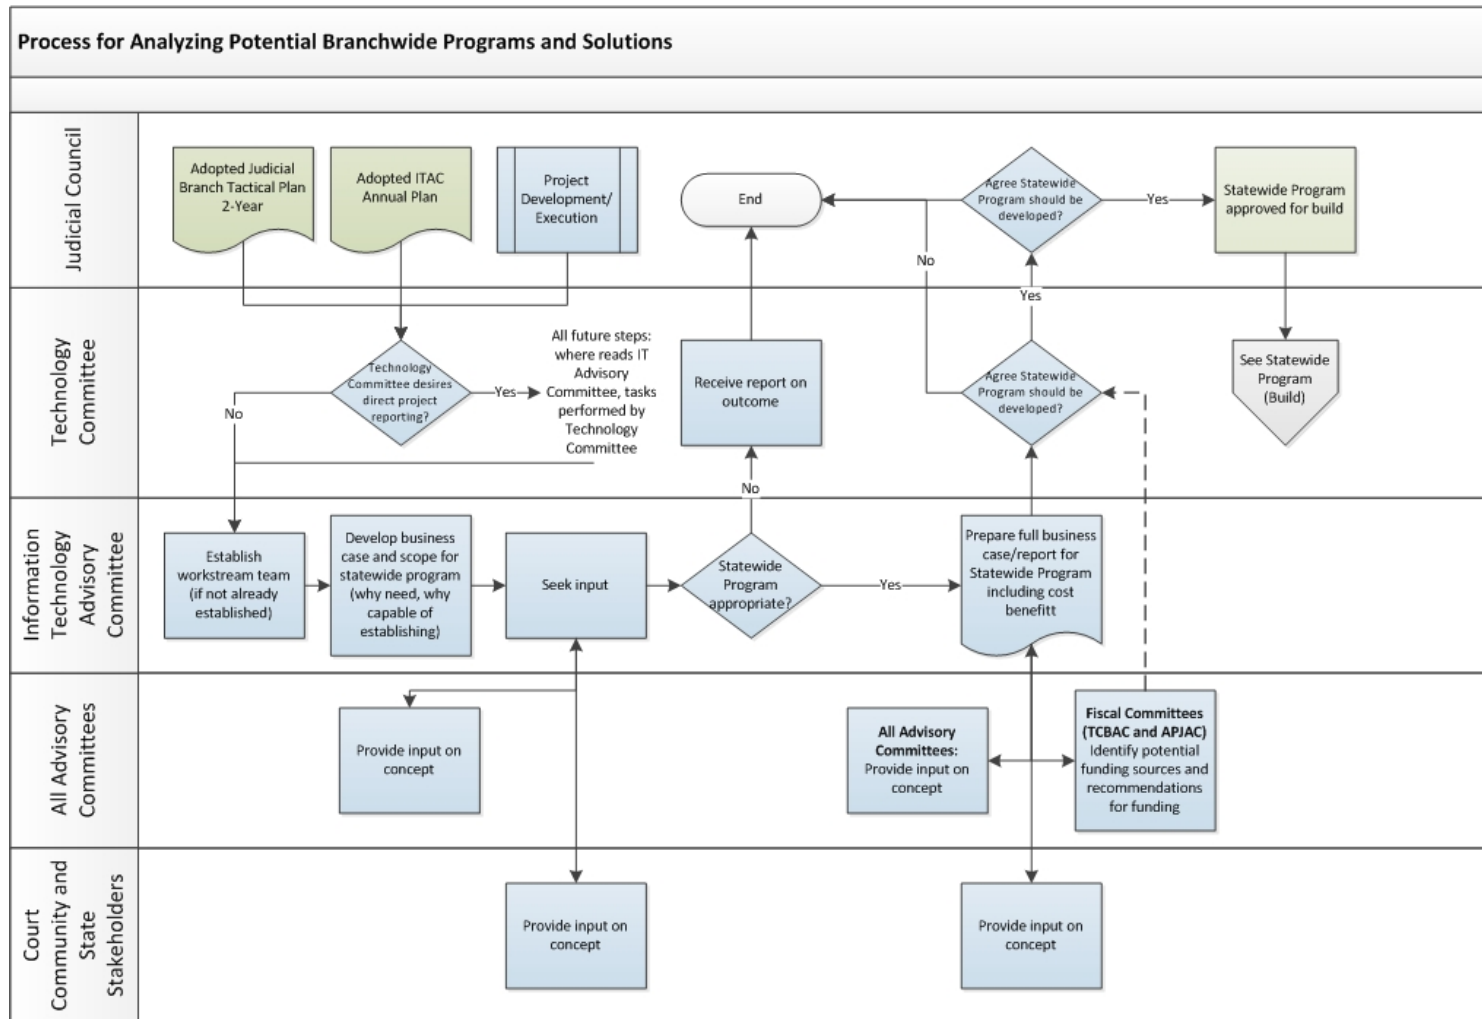 Process for Analyzing Potential Branchwide Programs and Solutions
Judicial Council
Adopted Judicial
Branch Tactical Plan
2-Year
Adopted ITAC
Annual Plan
Project
Development/
Execution
End
Agree Statewide
Program should be
developed?
Yes
Statewide Program
approved for build
No
Yes
Technology
Committee
Technology
Committee desires
direct project
reporting?
Yes
No
All future steps:
where reads IT
Advisory
Committee, tasks
performed by
Technology
Committee
Receive report on
outcome
Agree Statewide
Program should be
developed?
See Statewide
Program
(Build)
No
Information
Technology
Advisory
Committee
Establish
workstream team
(if not already
established)
Develop business
case and scope for
statewide program
(why need, why
capable of
establishing)
Seek input
Statewide
Program
appropriate?
Yes
Prepare full business
case/report for
Statewide Program
including cost
benefitt
All Advisory
Committees
Provide input on
concept
All Advisory
Committees:
Provide input on
concept
Fiscal Committees
(TCBAC and APJAC)
Identify potential
funding sources and
recommendations
for funding
Court
Community and
State
Stakeholders
Provide input on
concept
Provide input on
concept